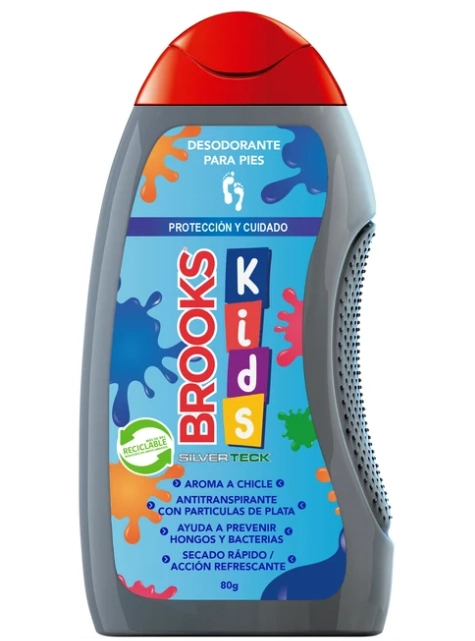 DESODORANTE
PARA PIES
PROTECCIÓN Y CUIDADO
BROOKS
Kids
RECICLABLE
SILVERTECK
AROMA A CHICLE
ANTITRANSPIRANTE
CON PARTICULAS DE PLATA
AYUDA A PREVENIR
HONGOS Y BACTERIAS
SECADO RÁPIDO /
ACCIÓN REFRESCANTE
80g